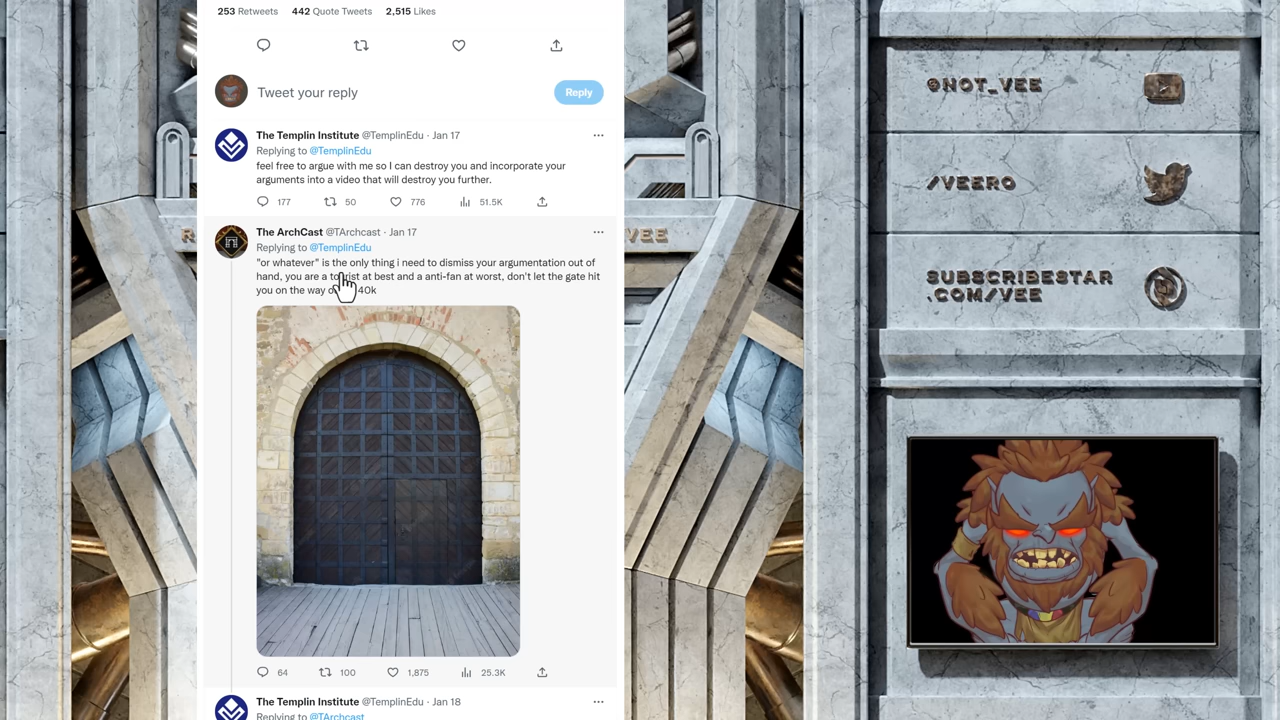 253 Retweets 442 Quote Tweets 2,515 Likes
Tweet your reply
Reply
The Templin Institute @TemplinEdu · Jan 17
Replying to @TemplinEdu
feel free to argue with me so I can destroy you and incorporate your
arguments into a video that will destroy you further.
177 50 776 51.5K
The ArchCast @TArchcast · Jan 17
Replying to @TemplinEdu
"or whatever" is the only thing i need to dismiss your argumentation out of
hand, you are a tourist at best and a anti-fan at worst, don't let the gate hit
you on the way 40k
64 100 1,875 25.3K
The Templin Institute @TemplinEdu · Jan 18
Replying to @TArchcast
VEE
@NOT_VEE
/VEERO
SUBSCRIBESTAR
.COM/VEE